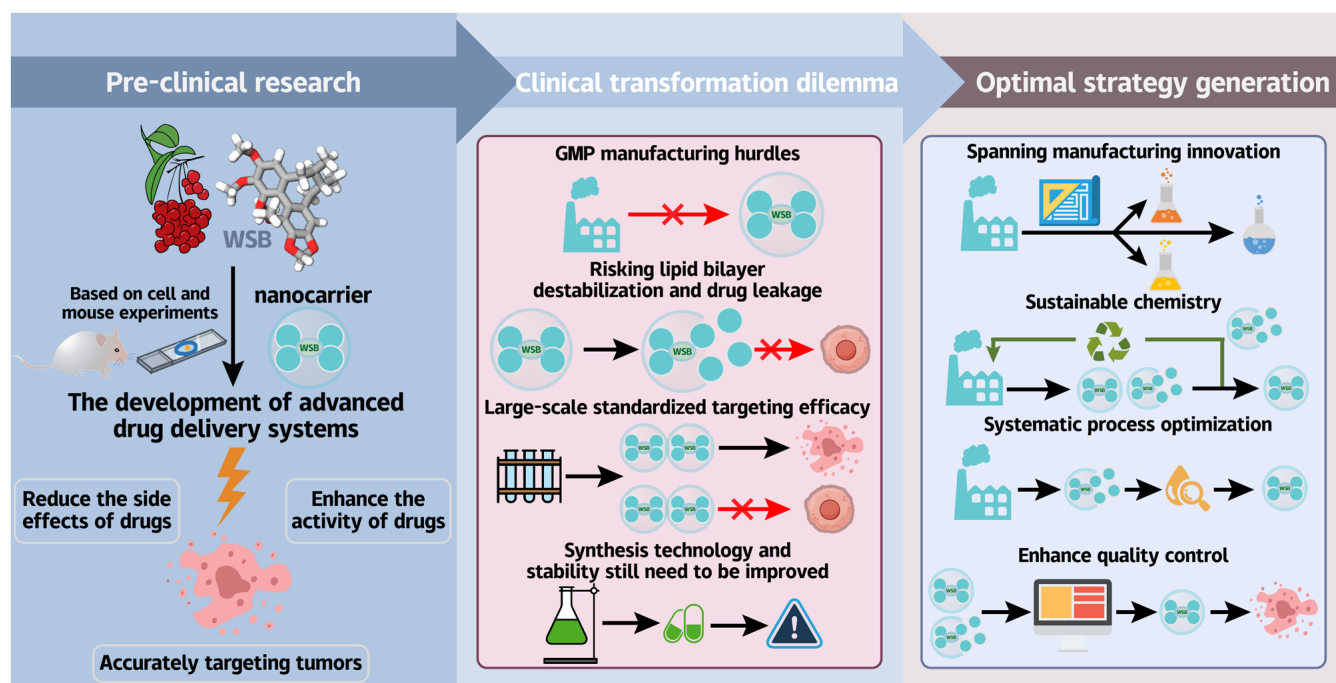 Pre-clinical research
Clinical transformation dilemma
Optimal strategy generation
WSB
Based on cell and
mouse experiments
nanocarrier
WSB
The development of advanced
drug delivery systems
Reduce the side
effects of drugs
Enhance the
activity of drugs
Accurately targeting tumors
GMP manufacturing hurdles
WSB
Risking lipid bilayer
destabilization and drug leakage
WSB
WSB
Large-scale standardized targeting efficacy
WSB
WSB
WSB
WSB
Synthesis technology and
stability still need to be improved
Spanning manufacturing innovation
Sustainable chemistry
WSB
WSB
WSB
WSB
Systematic process optimization
WSB
WSB
Enhance quality control
WSB
WSB
WSB